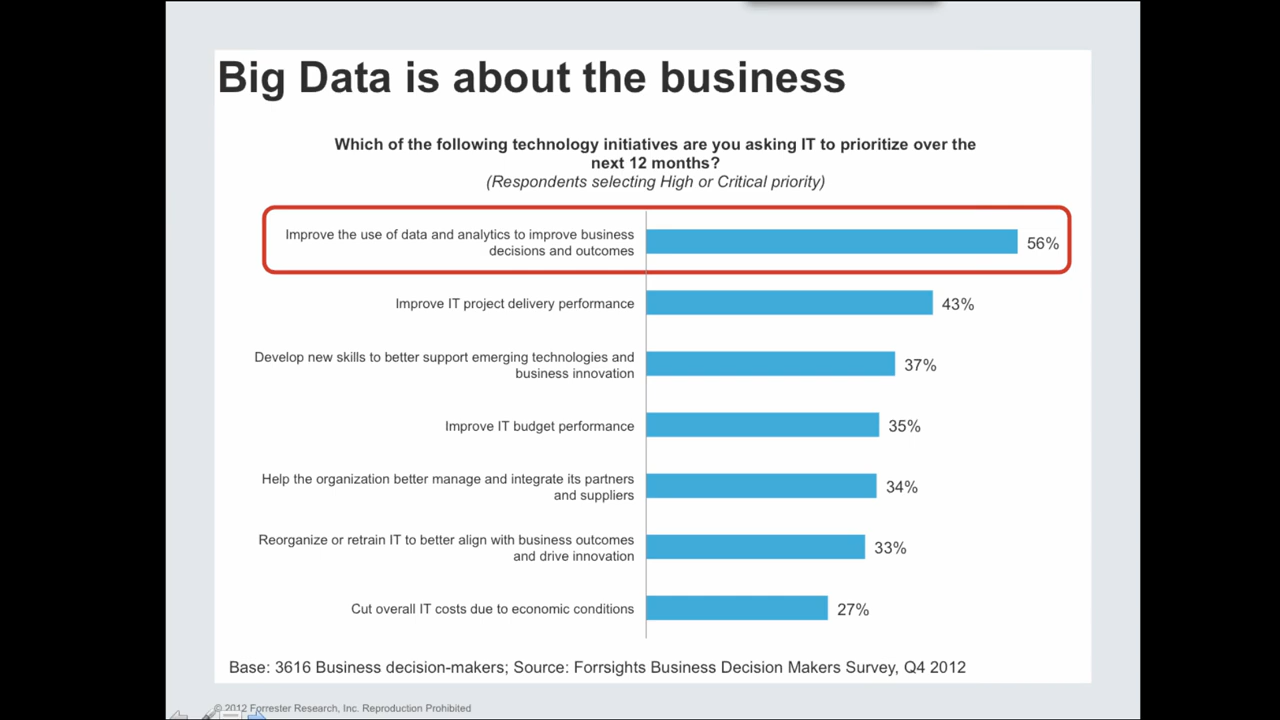 Big Data is about the business
Which of the following technology initiatives are you asking IT to prioritize over the
next 12 months?
(Respondents selecting High or Critical priority)
Improve the use of data and analytics to improve business
decisions and outcomes
56%
Improve IT project delivery performance
43%
Develop new skills to better support emerging technologies and
business innovation
37%
Improve IT budget performance
35%
Help the organization better manage and integrate its partners
and suppliers
34%
Reorganize or retrain IT to better align with business outcomes
and drive innovation
33%
Cut overall IT costs due to economic conditions
27%
Base: 3616 Business decision-makers; Source: Forrsights Business Decision Makers Survey, Q4 2012
© 2012 Forrester Research, Inc. Reproduction Prohibited